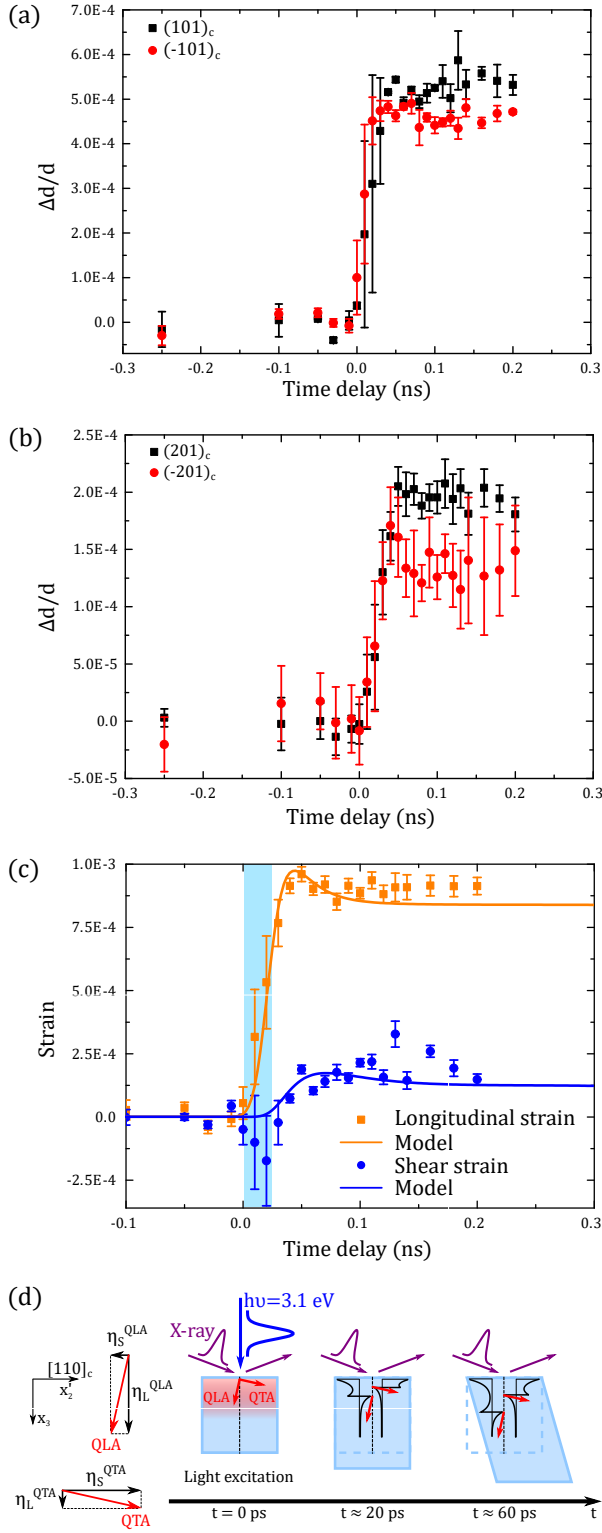 (a)
7.0E-4
6.0E-4
5.0E-4
4.0E-4
3.0E-4
2.0E-4
1.0E-4
0.0
Δd/d
(101)c
(-101)c
-0.3 -0.2 -0.1 0.0 0.1 0.2 0.3
Time delay (ns)
(b)
2.5E-4
2.0E-4
1.5E-4
1.0E-4
5.0E-5
0.0
-5.0E-5
Δd/d
(201)c
(-201)c
-0.3 -0.2 -0.1 0.0 0.1 0.2 0.3
Time delay (ns)
(c)
1.0E-3
7.5E-4
5.0E-4
2.5E-4
0.0
-2.5E-4
Strain
Longitudinal strain
Model
Shear strain
Model
-0.1 0.0 0.1 0.2 0.3
Time delay (ns)
(d)
hυ=3.1 eV
X-ray
ηS^QLA
[110]c
x2
x3
ηL^QLA
QLA
QLA QTA
ηS^QTA
ηL^QTA
QTA
Light excitation
t = 0 ps t ≈ 20 ps t ≈ 60 ps t